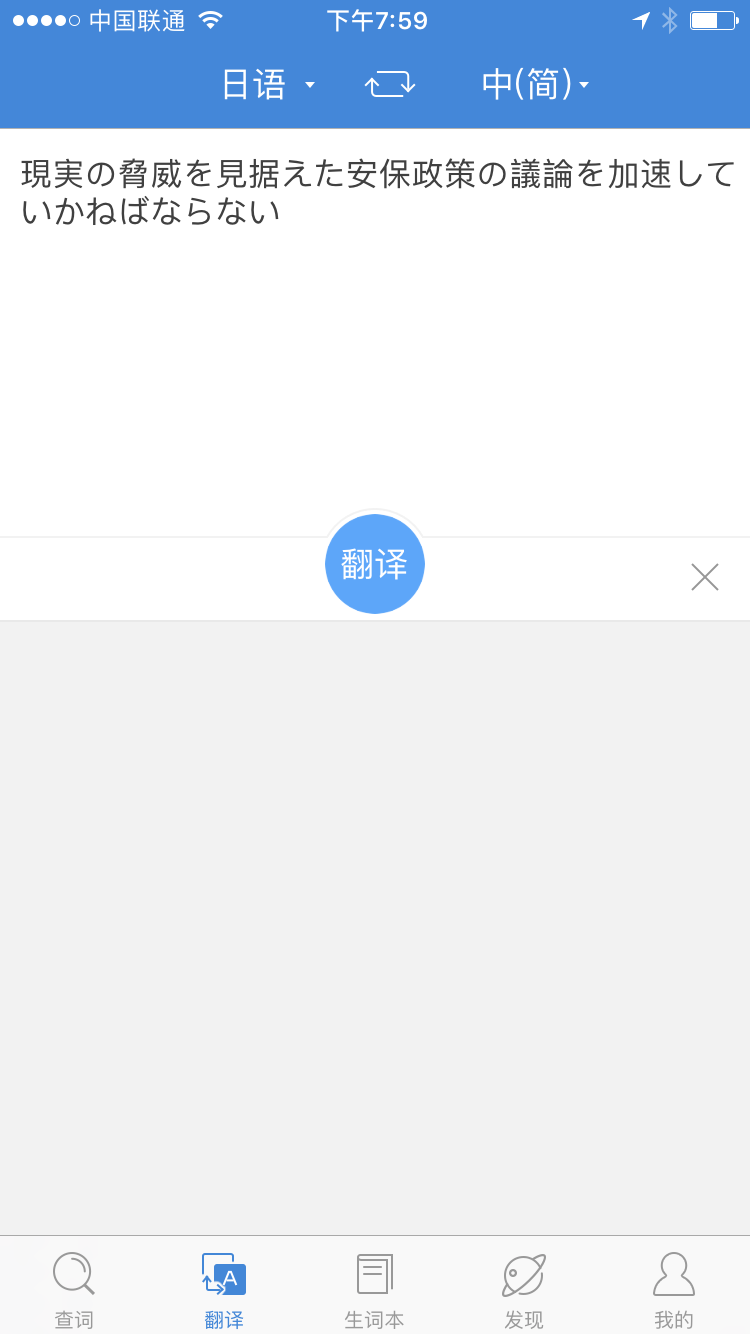 中国联通
下午7:59
日语
中(简)
現実の脅威を見据えた安保政策の議論を加速して
いかねばならない
翻译
A
查词
翻译
生词本
发现
我的